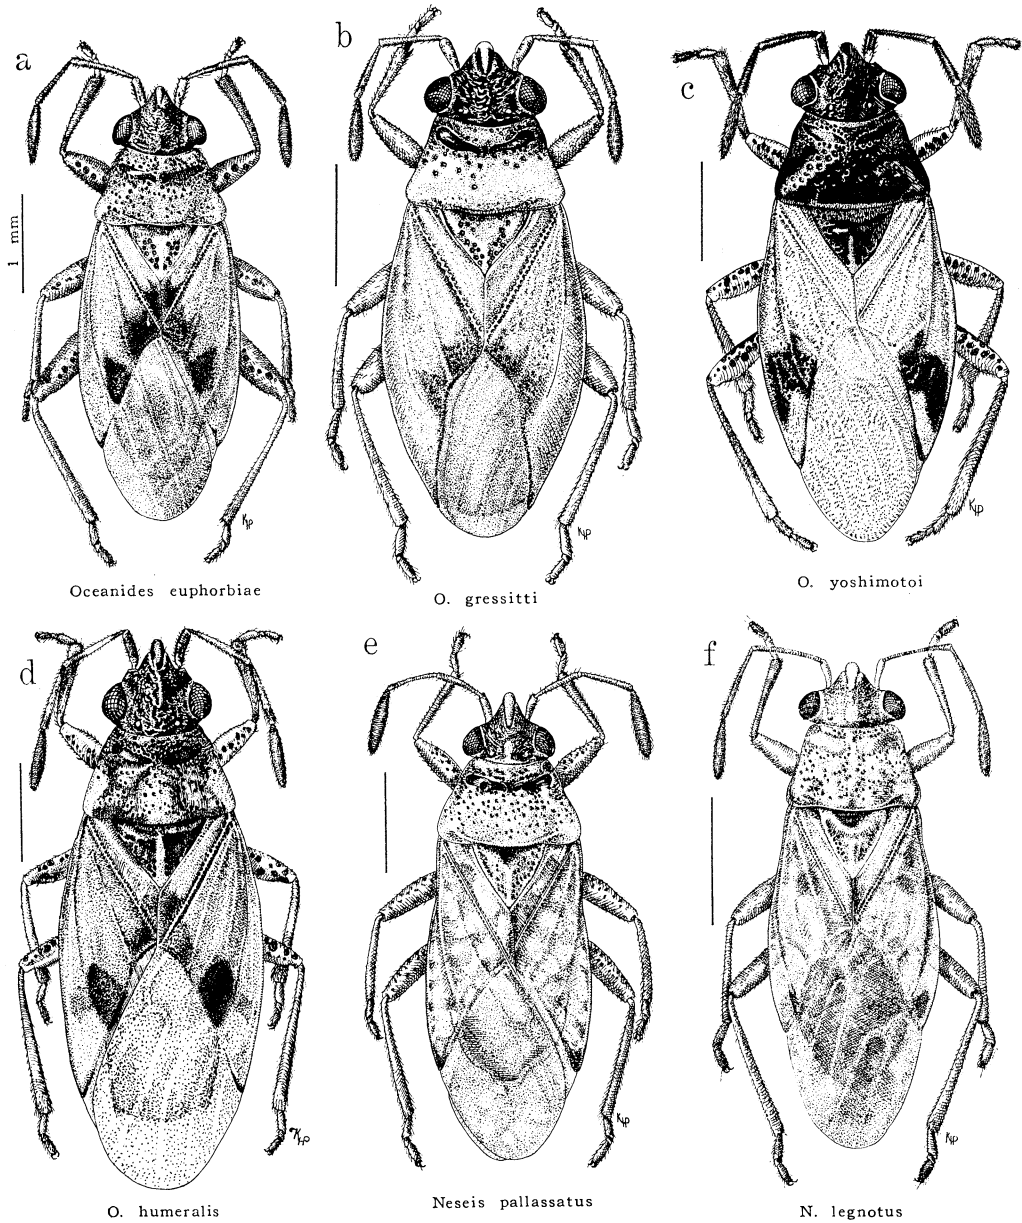 a
b
c
1 mm
Oceanides euphorbiae
O. gressitti
O. yoshimotoi
d
e
f
O. humeralis
Neseis pallassatus
N. legnotus